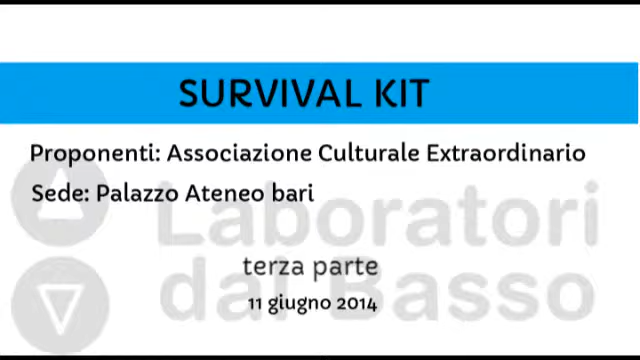 SURVIVAL KIT
Proponenti: Associazione Culturale Extraordinario
Sede: Palazzo Ateneo bari
Laboratori
dal Basso
terza parte
11 giugno 2014